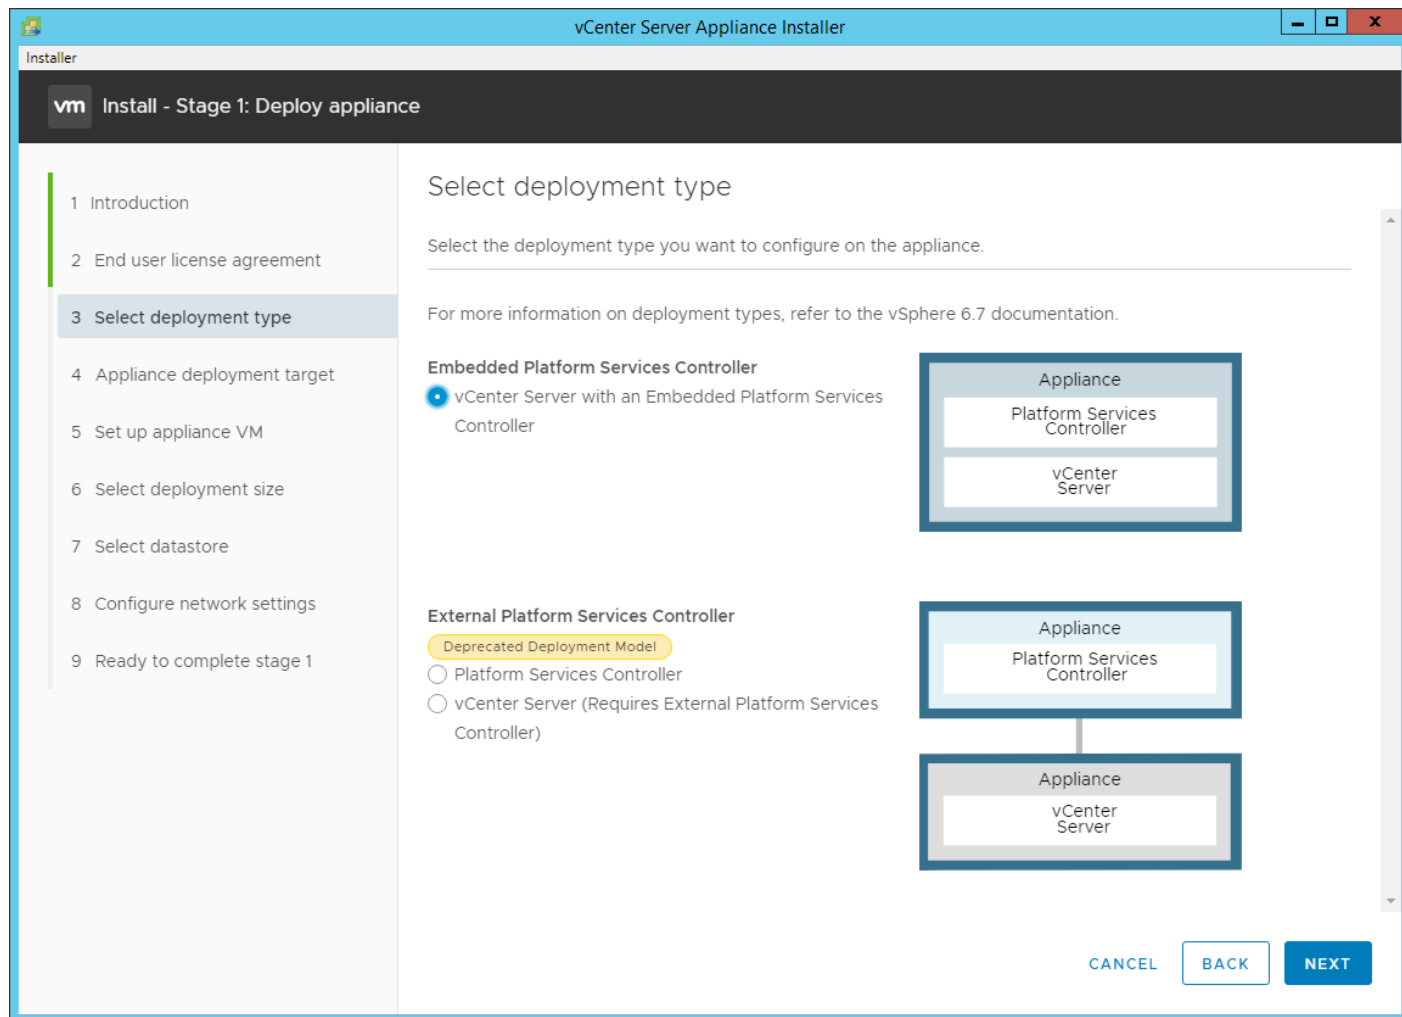 vCenter Server Appliance Installer
Installer
vm Install - Stage 1: Deploy appliance
1 Introduction
2 End user license agreement
3 Select deployment type
4 Appliance deployment target
5 Set up appliance VM
6 Select deployment size
7 Select datastore
8 Configure network settings
9 Ready to complete stage 1
Select deployment type
Select the deployment type you want to configure on the appliance.
For more information on deployment types, refer to the vSphere 6.7 documentation.
Embedded Platform Services Controller
vCenter Server with an Embedded Platform Services
Controller
Appliance
Platform Services
Controller
vCenter
Server
External Platform Services Controller
Deprecated Deployment Model
Platform Services Controller
vCenter Server (Requires External Platform Services
Controller)
Appliance
Platform Services
Controller
Appliance
vCenter
Server
CANCEL
BACK
NEXT